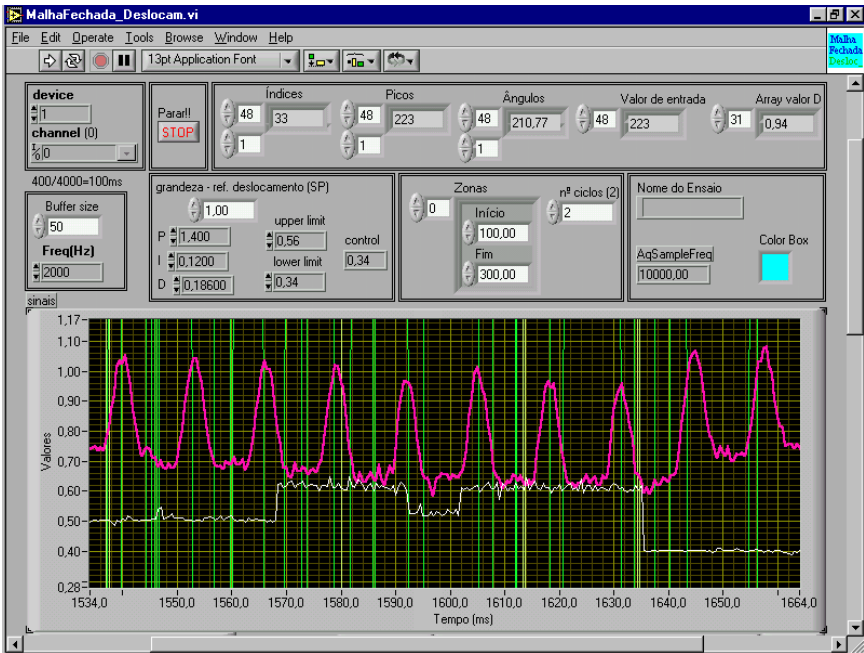 MalhaFechada_Deslocam.vi
File Edit Operate Tools Browse Window Help
Malha
Fechada
Desloc_
13pt Application Font
device
1
channel (0)
0
Parar!!
STOP
Índices
48
33
1
Picos
48
223
1
Ângulos
48
210,77
1
Valor de entrada
48
223
Array valor D
31
0,94
400/4000=100ms
Buffer size
50
Freq(Hz)
2000
grandeza - ref. deslocamento (SP)
1,00
P 1,400
I 0,1200
D 0,18600
upper limit
0,56
lower limit
0,34
control
0,34
Zonas
0
Início
100,00
Fim
300,00
nº ciclos (2)
2
Nome do Ensaio
AqSampleFreq
10000,00
Color Box
sinais
Valores
1,17
1,10
1,00
0,90
0,80
0,70
0,60
0,50
0,40
0,28
1534,0 1550,0 1560,0 1570,0 1580,0 1590,0 1600,0 1610,0 1620,0 1630,0 1640,0 1650,0 1664,0
Tempo (ms)